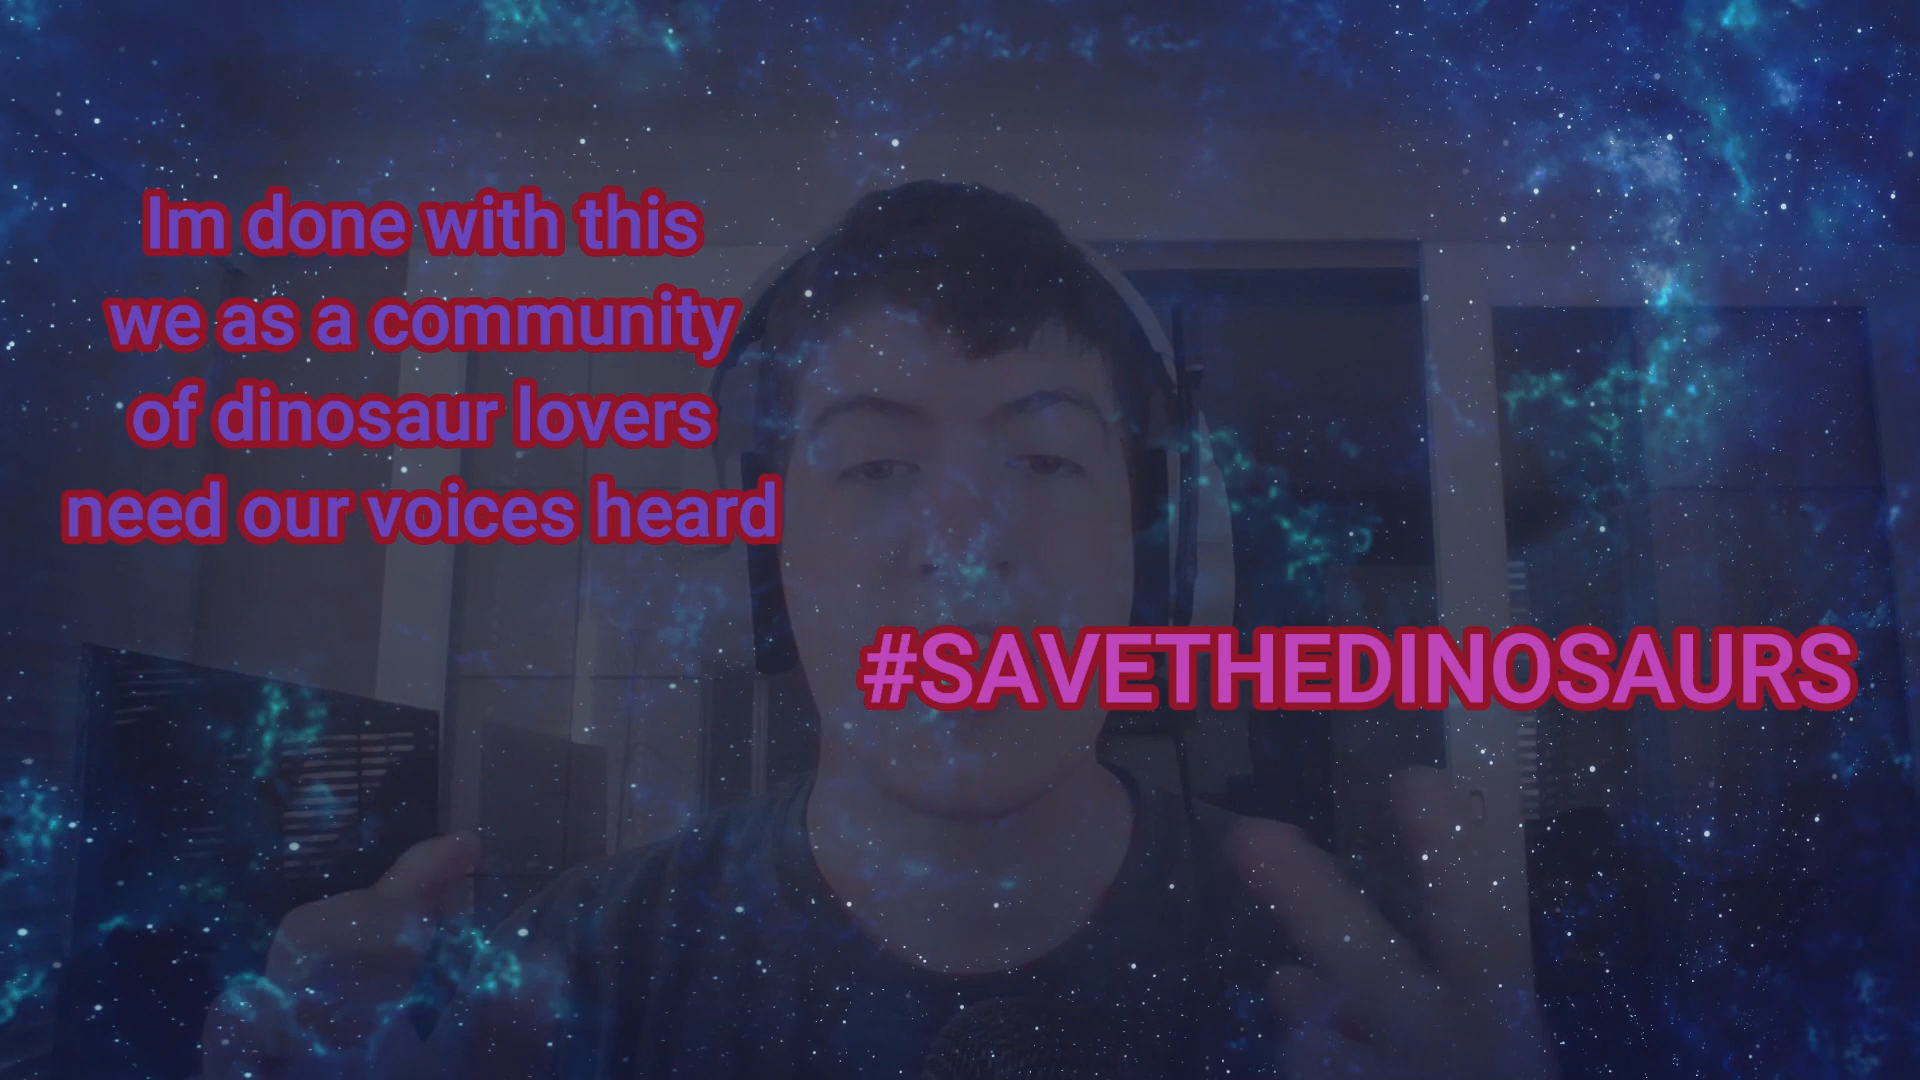 Im done with this
we as a community
of dinosaur lovers
need our voices heard
#SAVETHEDINOSAURS